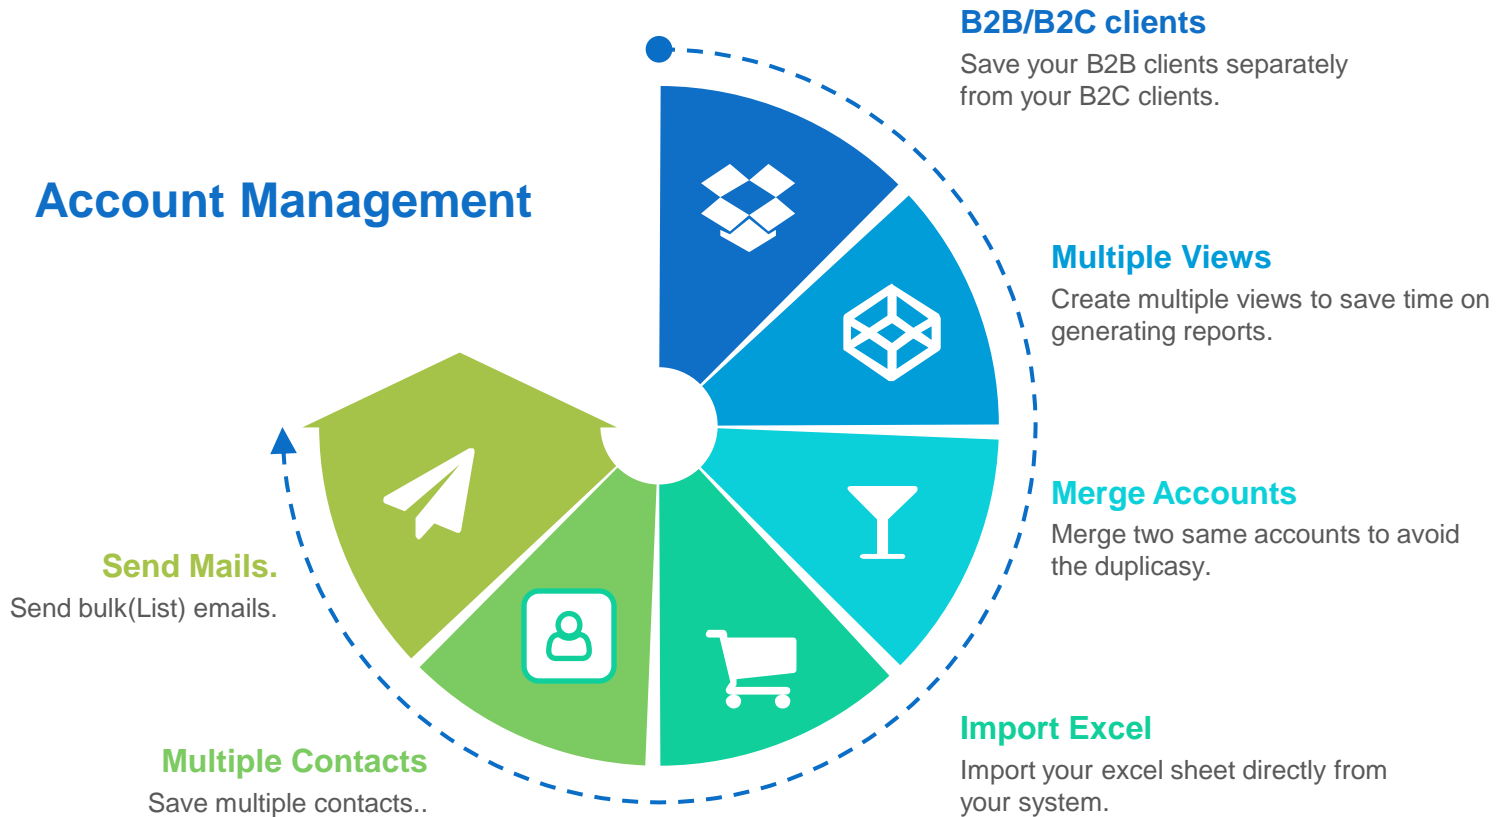 Account Management
B2B/B2C clients
Save your B2B clients separately
from your B2C clients.
Multiple Views
Create multiple views to save time on
generating reports.
Merge Accounts
Merge two same accounts to avoid
the duplicasy.
Import Excel
Import your excel sheet directly from
your system.
Multiple Contacts
Save multiple contacts..
Send Mails.
Send bulk(List) emails.